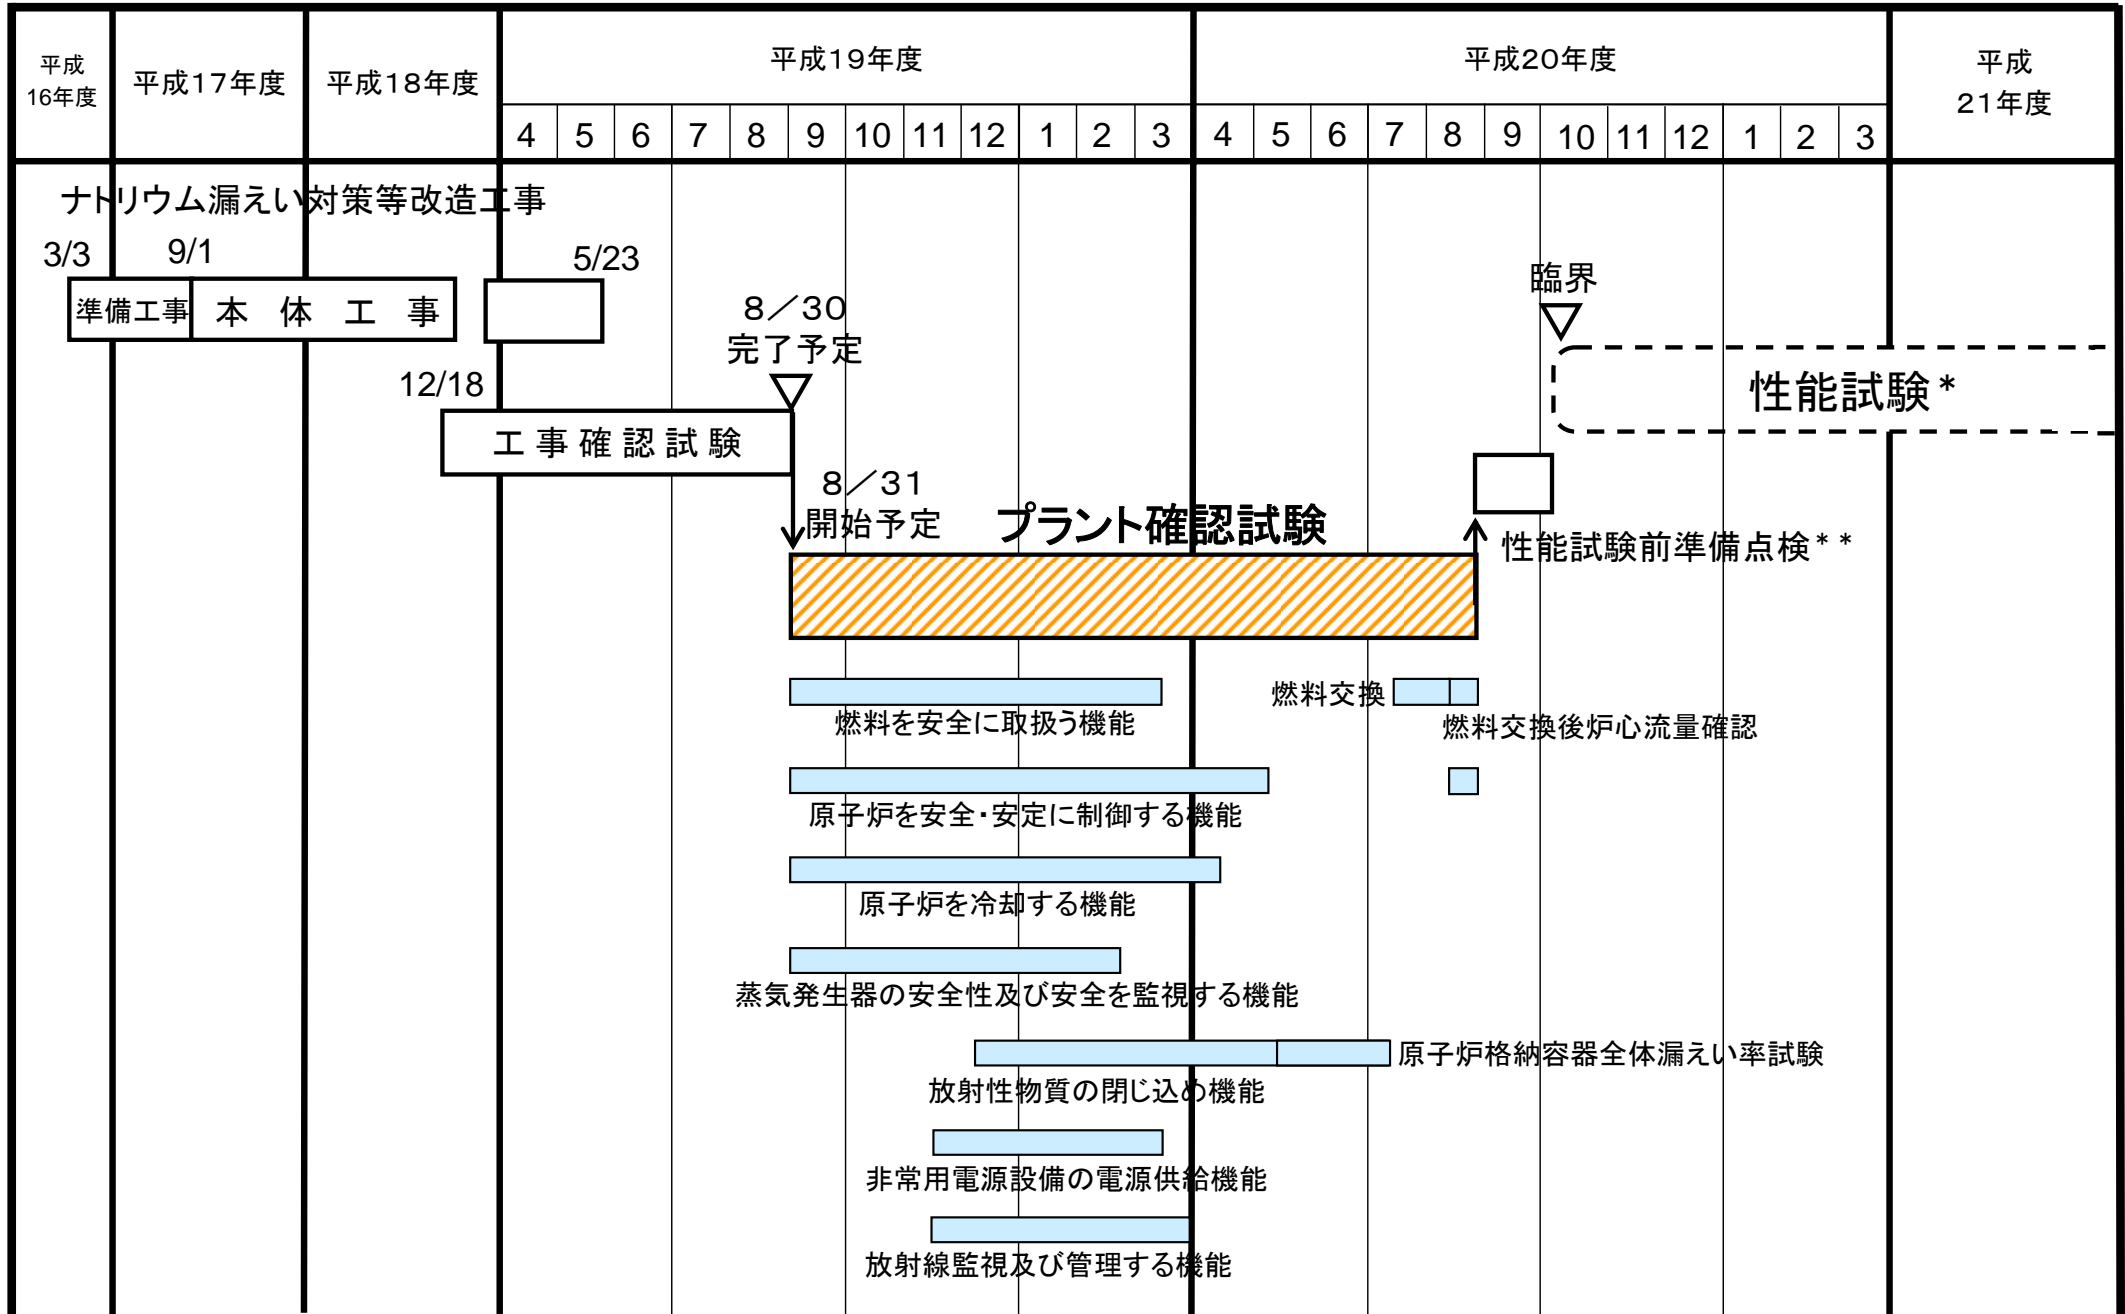 平成
16年度
平成17年度
平成18年度
平成19年度
平成20年度
平成
21年度
4 5 6 7 8 9 10 11 12 1 2 3 4 5 6 7 8 9 10 11 12 1 2 3
ナトリウム漏えい対策等改造工事
3/3
9/1
5/23
準備工事
本体工事
臨界
8/30
完了予定
12/18
性能試験*
工事確認試験
8/31
開始予定
プラント確認試験
性能試験前準備点検**
燃料交換
燃料を安全に取扱う機能
燃料交換後炉心流量確認
原子炉を安全・安定に制御する機能
原子炉を冷却する機能
蒸気発生器の安全性及び安全を監視する機能
原子炉格納容器全体漏えい率試験
放射性物質の閉じ込め機能
非常用電源設備の電源供給機能
放射線監視及び管理する機能